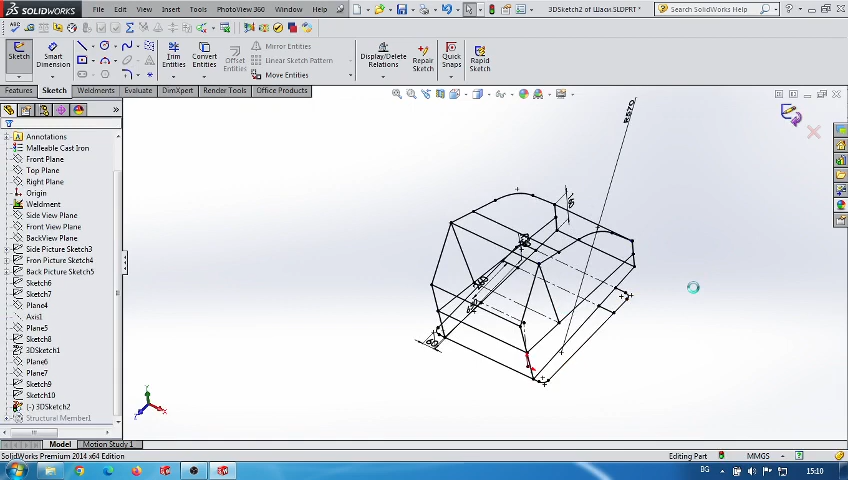 SOLIDWORKS File Edit View Insert Tools PhotoView 360 Window Help 3DSketch2 of Шаси.SLDPRT * Search SolidWorks Help
Sketch Smart Dimension Trim Entities Convert Entities Offset Entities Mirror Entities Linear Sketch Pattern Move Entities Display/Delete Relations Repair Sketch Quick Snaps Rapid Sketch
Features Sketch Weldments Evaluate DimXpert Render Tools Office Products
Annotations
Malleable Cast Iron
Front Plane
Top Plane
Right Plane
Origin
Weldment
Side View Plane
Front View Plane
BackView Plane
Side Picture Sketch3
Fron Picture Sketch4
Back Picture Sketch5
Sketch6
Sketch7
Plane4
Axis1
Plane5
Sketch8
3DSketch1
Plane6
Plane7
Sketch9
Sketch10
(-) 3DSketch2
Structural Member1
R570
60
Model Motion Study 1
SolidWorks Premium 2014 x64 Edition Editing Part MMGS
BG 15:10